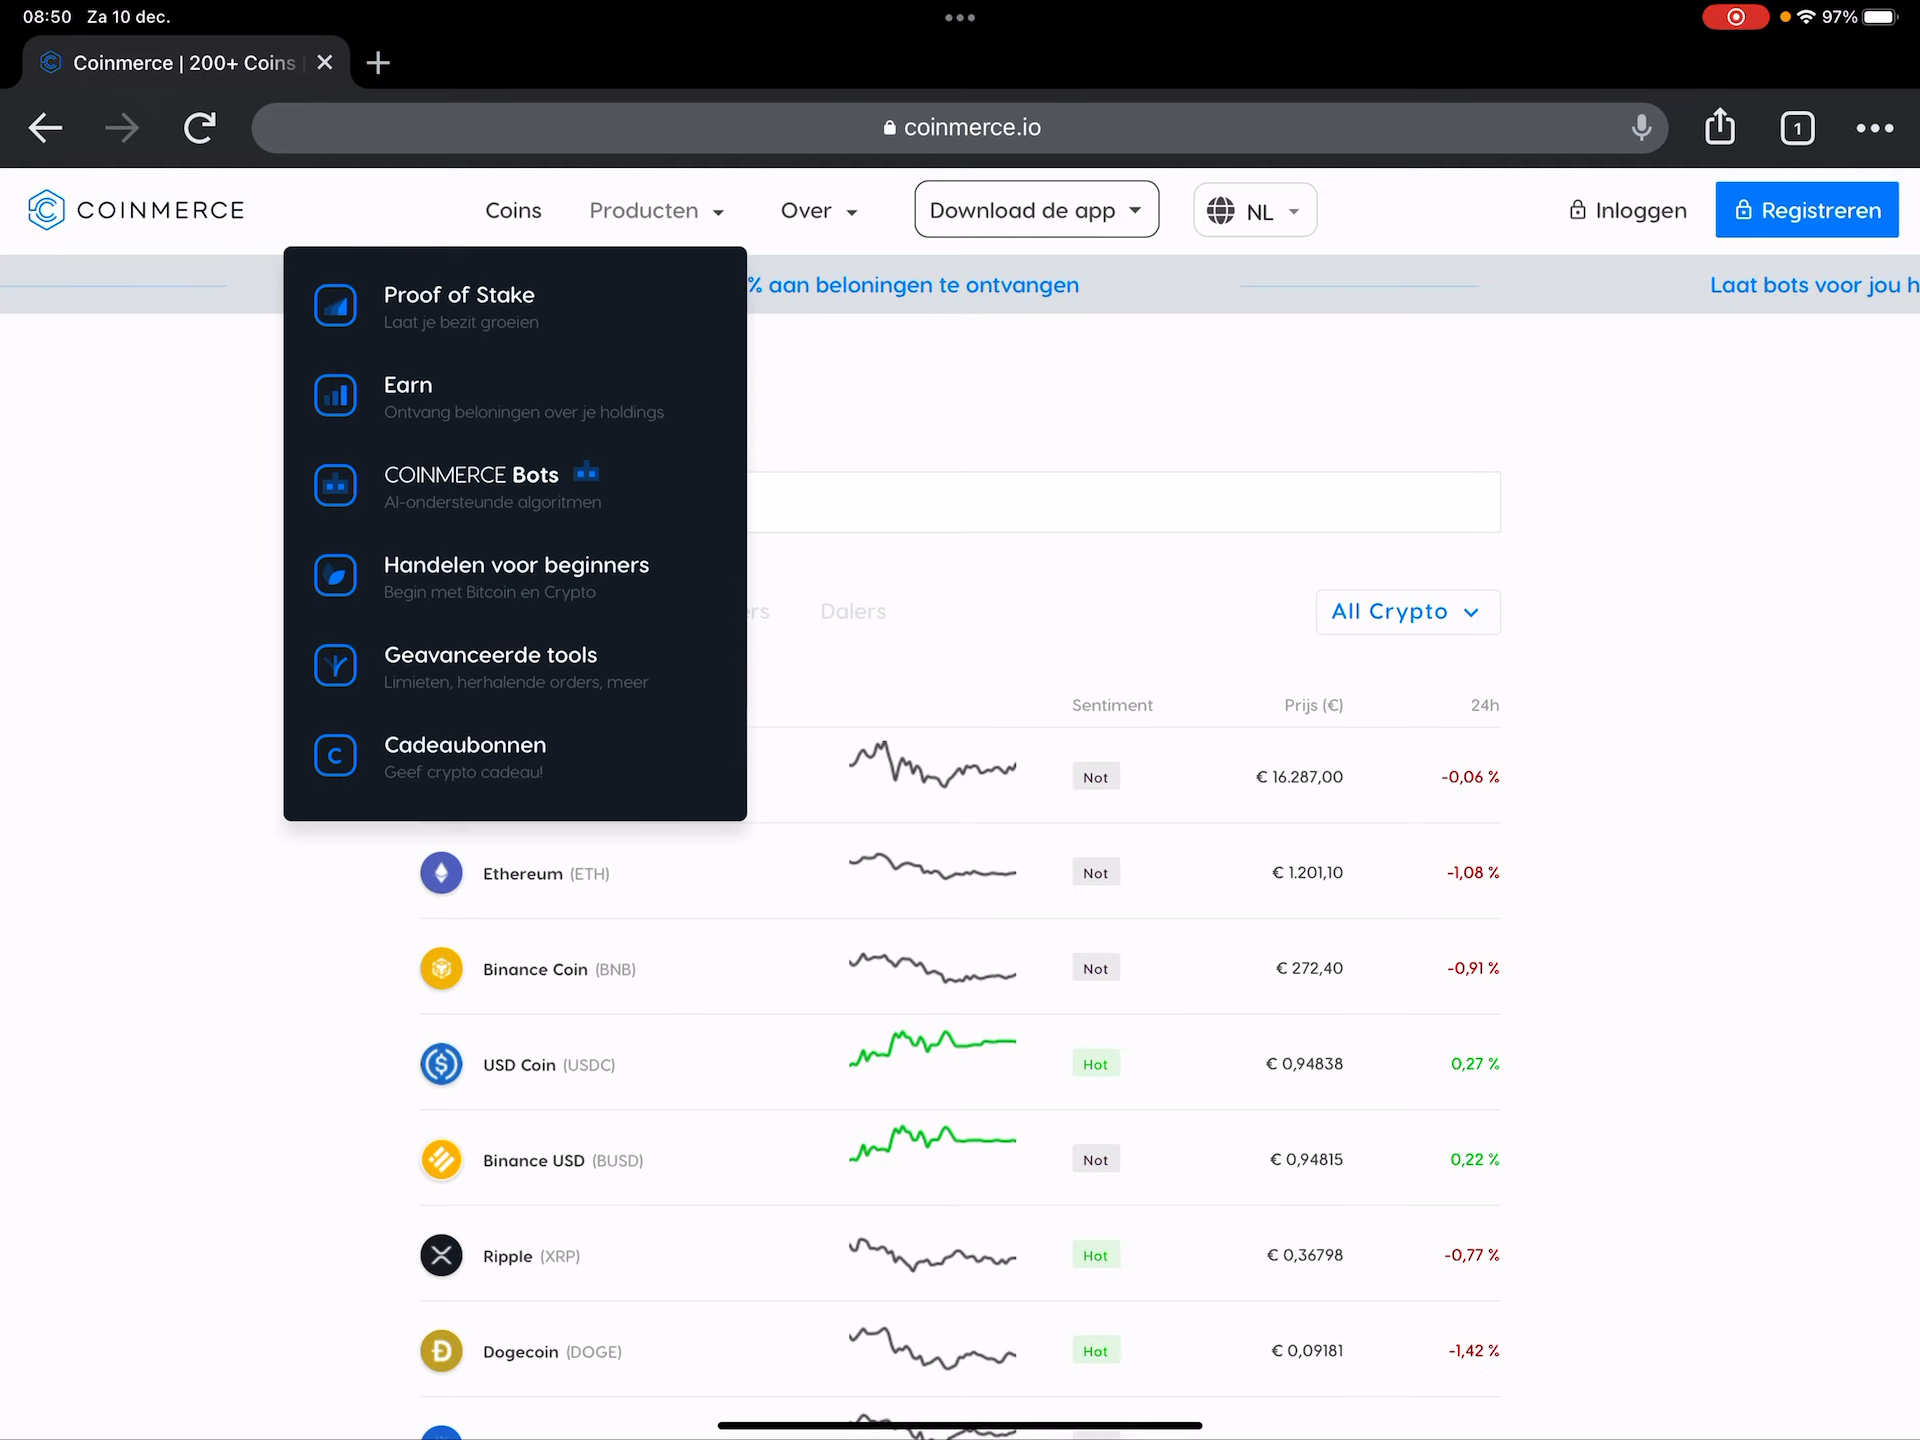 08:50 Za 10 dec.
97%
Coinmerce | 200+ Coins
coinmerce.io
1
COINMERCE
Coins
Producten
Over
Download de app
NL
Inloggen
Registreren
% aan beloningen te ontvangen
Laat bots voor jou h
Proof of Stake
Laat je bezit groeien
Earn
Ontvang beloningen over je holdings
COINMERCE Bots
AI-ondersteunde algoritmen
Handelen voor beginners
Begin met Bitcoin en Crypto
Geavanceerde tools
Limieten, herhalende orders, meer
C
Cadeaubonnen
Geef crypto cadeau!
rs
Dalers
All Crypto
Sentiment Prijs (€) 24h
Not € 16.287,00 -0,06 %
Ethereum (ETH) Not € 1.201,10 -1,08 %
Binance Coin (BNB) Not € 272,40 -0,91 %
USD Coin (USDC) Hot € 0,94838 0,27 %
Binance USD (BUSD) Not € 0,94815 0,22 %
Ripple (XRP) Hot € 0,36798 -0,77 %
Dogecoin (DOGE) Hot € 0,09181 -1,42 %